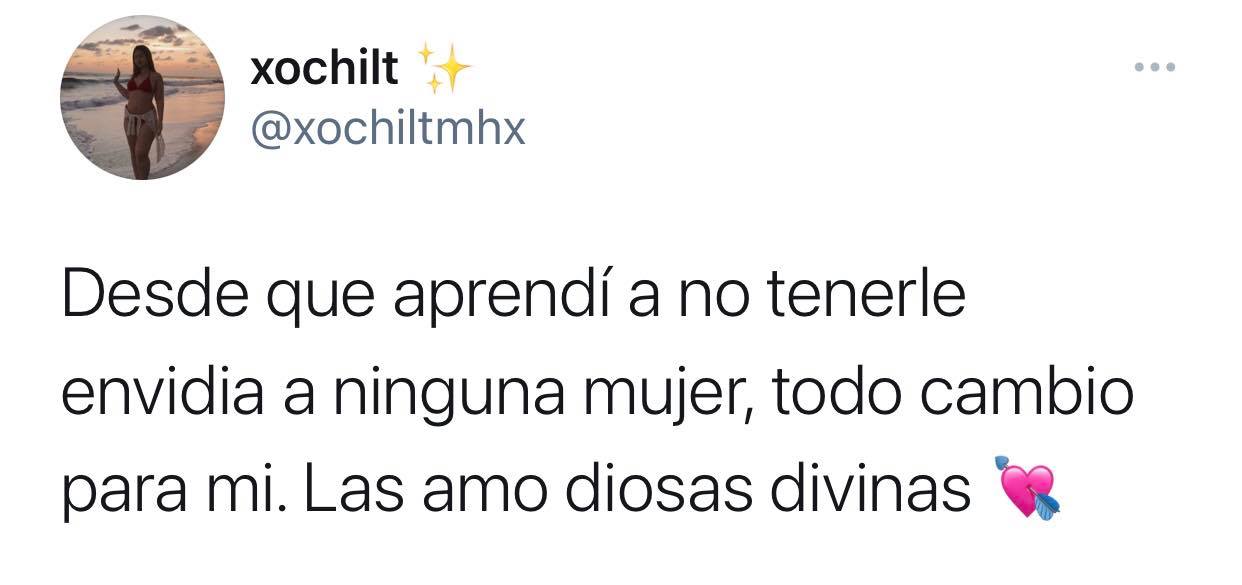 xochilt ✨
@xochiltmhx
Desde que aprendí a no tenerle
envidia a ninguna mujer, todo cambio
para mi. Las amo diosas divinas 💘